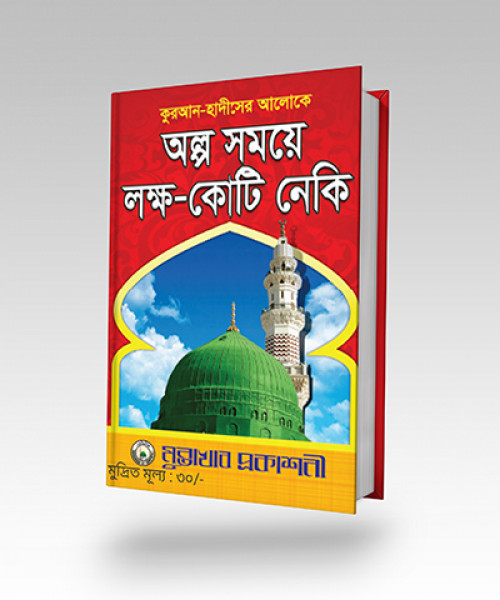 কুরআন-হাদীসের আলোকে
অল্প সময়ে
লক্ষ-কোটি নেকি
মুন্তাখাব প্রকাশনী
মুদ্রিত মূল্য : ৩০/-